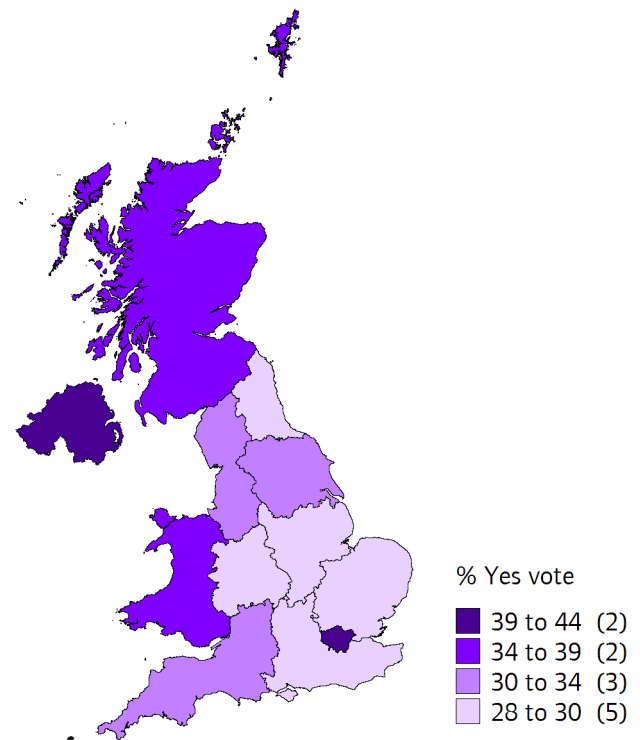 % Yes vote
39 to 44 (2)
34 to 39 (2)
30 to 34 (3)
28 to 30 (5)